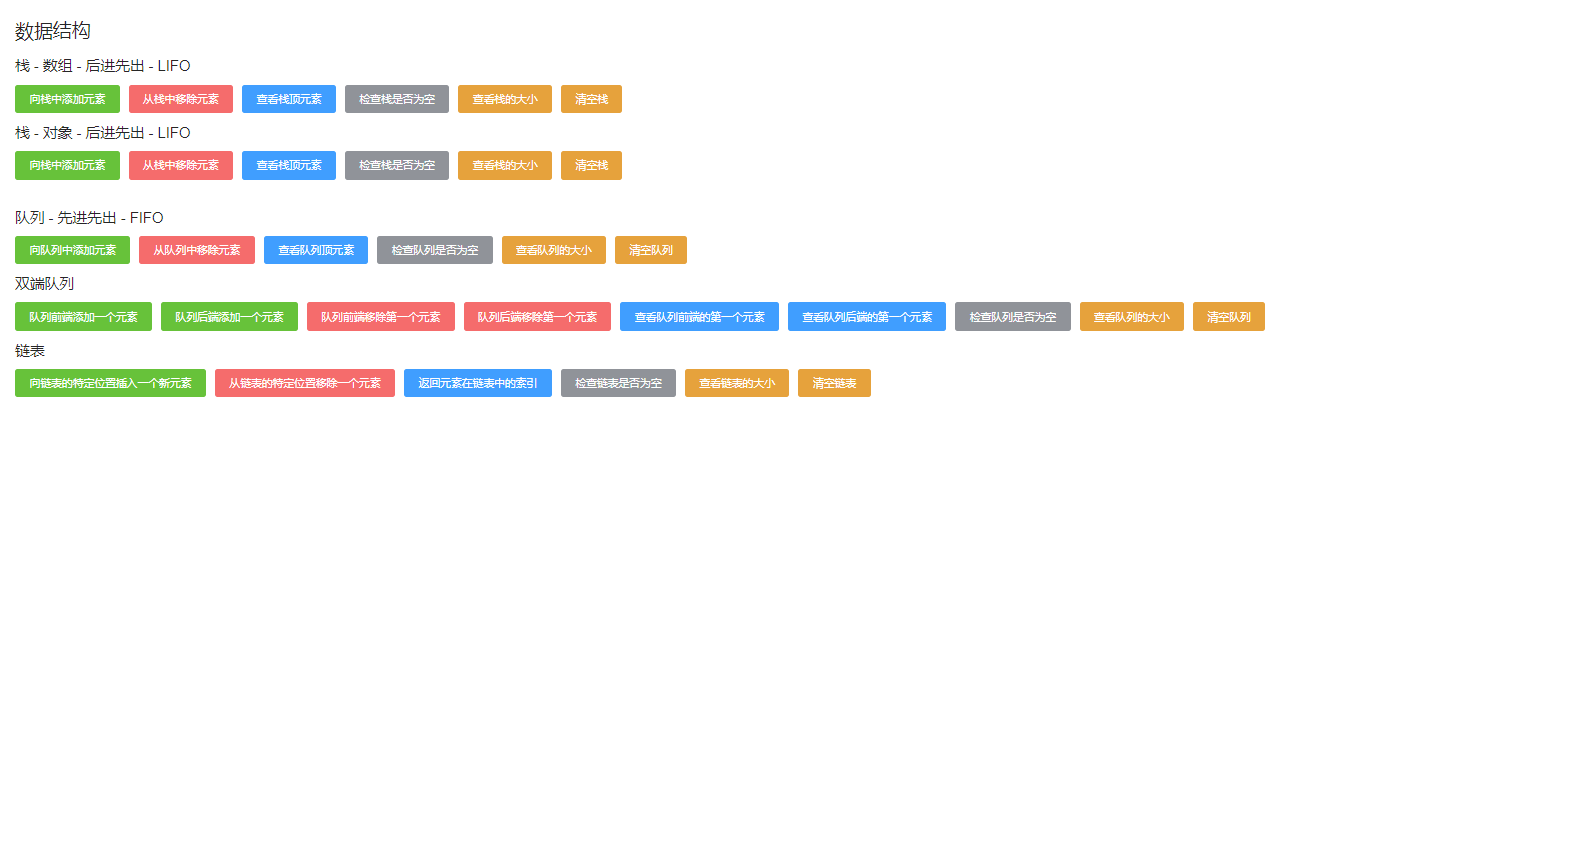 数据结构
栈 - 数组 - 后进先出 - LIFO
向栈中添加元素 从栈中移除元素 查看栈顶元素 检查栈是否为空 查看栈的大小 清空栈
栈 - 对象 - 后进先出 - LIFO
向栈中添加元素 从栈中移除元素 查看栈顶元素 检查栈是否为空 查看栈的大小 清空栈
队列 - 先进先出 - FIFO
向队列中添加元素 从队列中移除元素 查看队列顶元素 检查队列是否为空 查看队列的大小 清空队列
双端队列
队列前端添加一个元素 队列后端添加一个元素 队列前端移除第一个元素 队列后端移除第一个元素 查看队列前端的第一个元素 查看队列后端的第一个元素 检查队列是否为空 查看队列的大小 清空队列
链表
向链表的特定位置插入一个新元素 从链表的特定位置移除一个元素 返回元素在链表中的索引 检查链表是否为空 查看链表的大小 清空链表